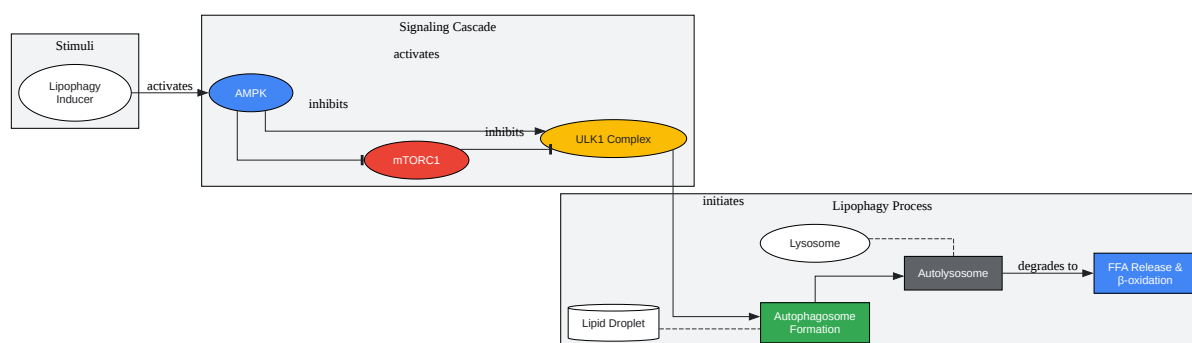 Signaling Cascade
Stimuli
activates
Lipophagy
Inducer
activates
AMPK
inhibits
inhibits
ULK1 Complex
mTORC1
initiates
Lipophagy Process
Lysosome
Autolysosome
degrades to
FFA Release &
β-oxidation
Lipid Droplet
Autophagosome
Formation